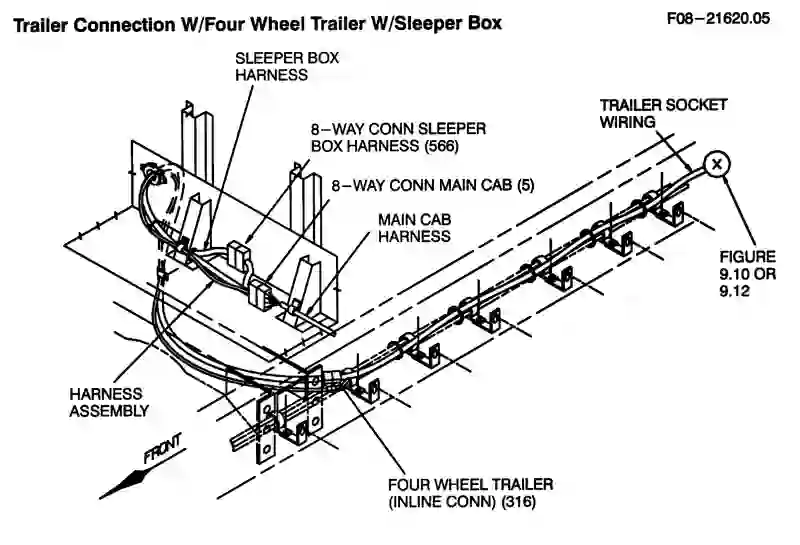 Trailer Connection W/Four Wheel Trailer W/Sleeper Box
F08-21620.05
SLEEPER BOX
HARNESS
8-WAY CONN SLEEPER
BOX HARNESS (566)
8-WAY CONN MAIN CAB (5)
MAIN CAB
HARNESS
TRAILER SOCKET
WIRING
X
FIGURE
9.10 OR
9.12
HARNESS
ASSEMBLY
FRONT
FOUR WHEEL TRAILER
(INLINE CONN) (316)